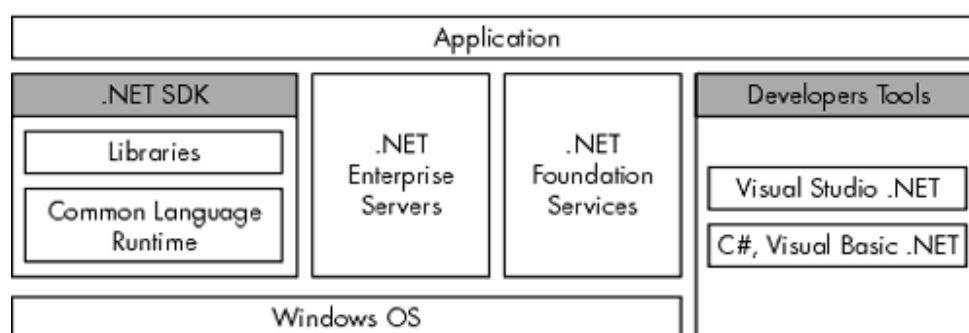 Application
.NET SDK
Libraries
Common Language
Runtime
.NET
Enterprise
Servers
.NET
Foundation
Services
Developers Tools
Visual Studio .NET
C#, Visual Basic .NET
Windows OS